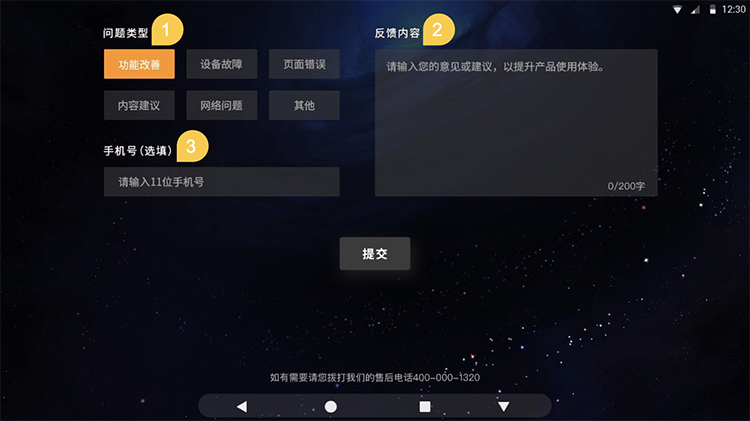 12:30
问题类型 1
功能改善 设备故障 页面错误
内容建议 网络问题 其他
手机号(选填) 3
请输入11位手机号
反馈内容 2
请输入您的意见或建议，以提升产品使用体验。
0/200字
提交
如有需要请您拨打我们的售后电话400-000-1320